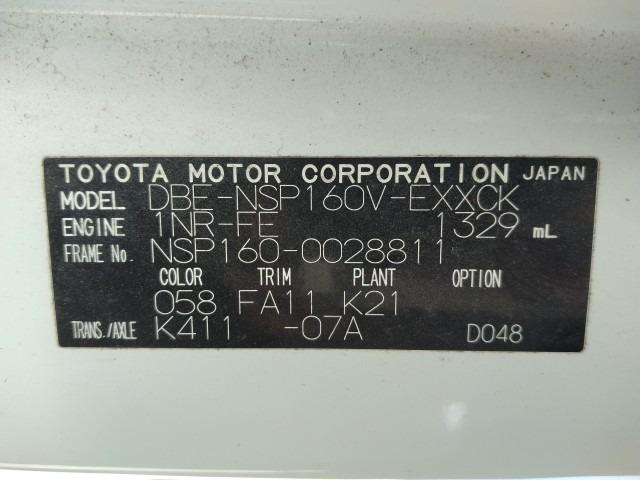 TOYOTA MOTOR CORPORATION JAPAN
MODEL DBE-NSP160V-EXXCK
ENGINE 1NR-FE 1329 mL
FRAME No. NSP160-0028811
COLOR TRIM PLANT OPTION
058 FA11 K21
TRANS./AXLE K411 -07A D048